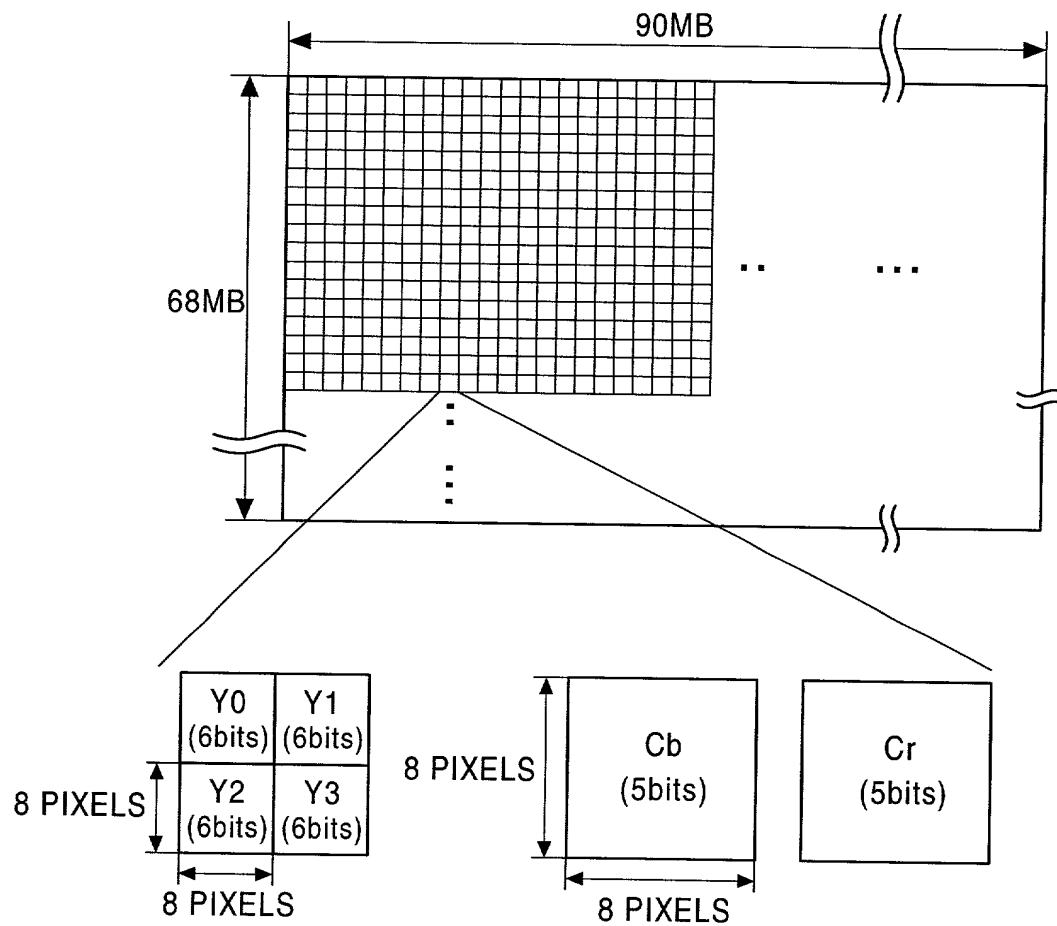 90MB
68MB
Y0
(6bits)
Y1
(6bits)
Y2
(6bits)
Y3
(6bits)
8 PIXELS
8 PIXELS
Cb
(5bits)
8 PIXELS
8 PIXELS
Cr
(5bits)